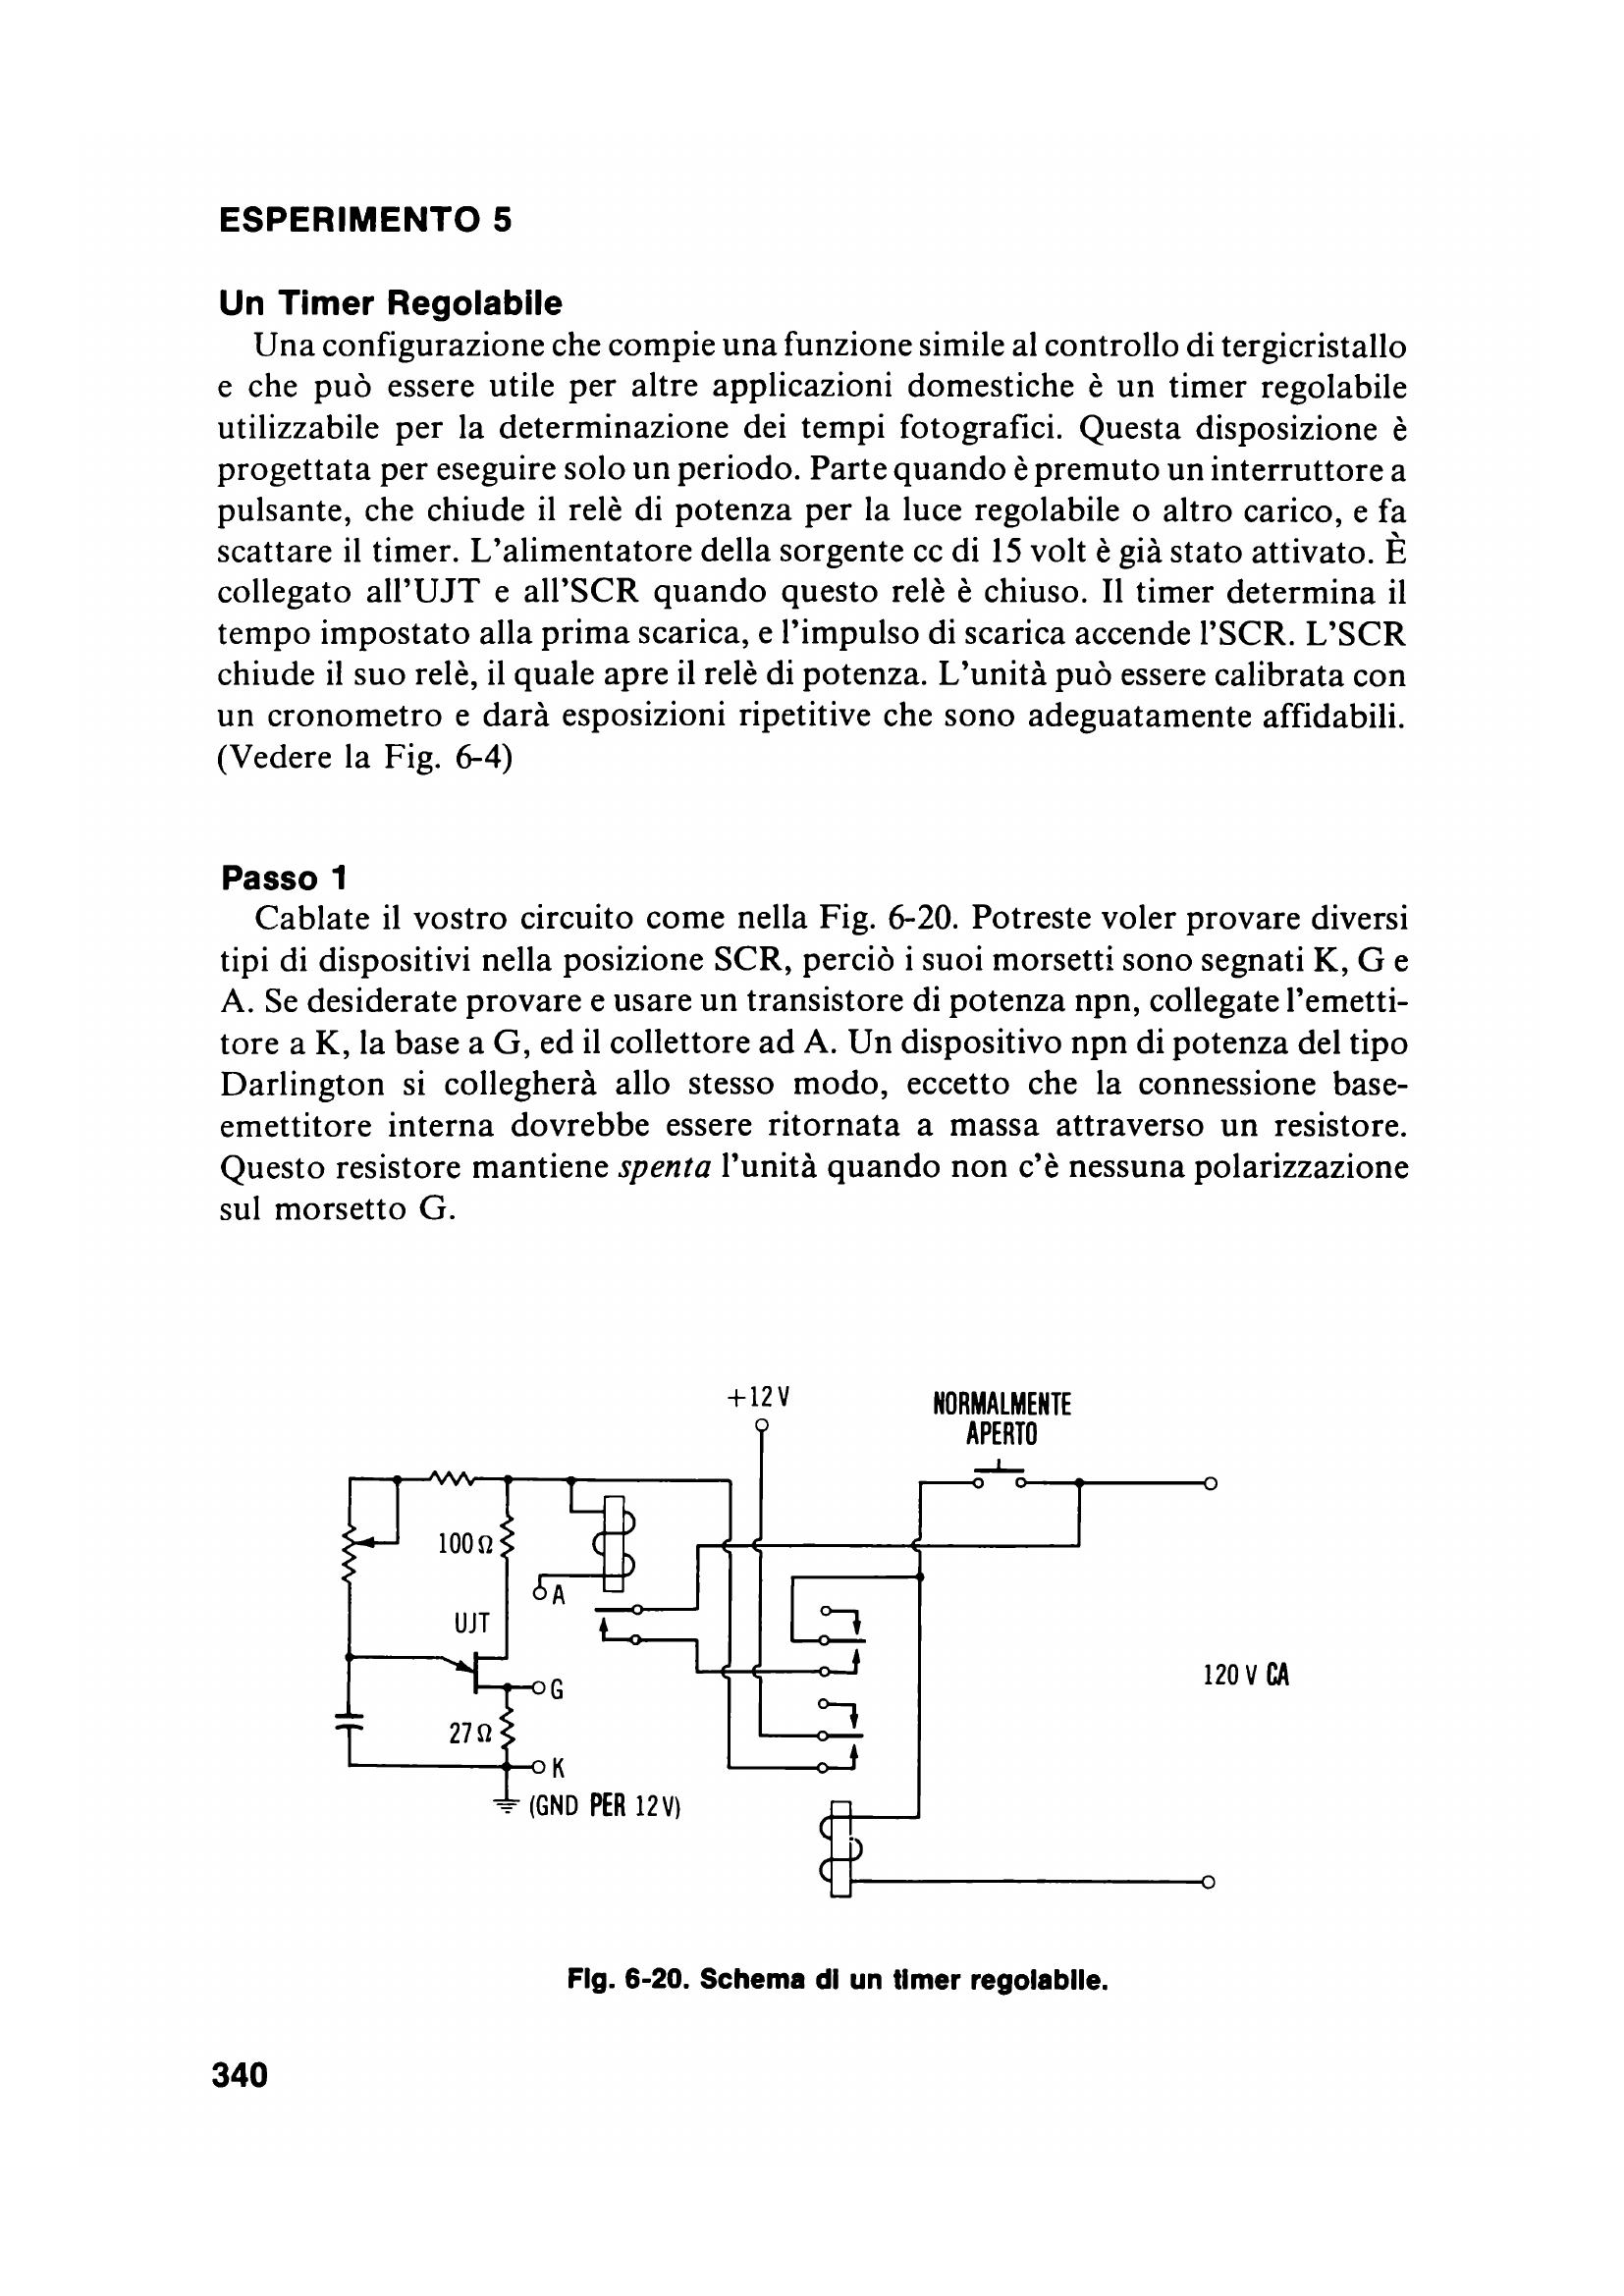 ESPERIMENTO 5
Un Timer Regolabile
Una configurazione che compie una funzione simile al controllo di tergicristallo
e che può essere utile per altre applicazioni domestiche è un timer regolabile
utilizzabile per la determinazione dei tempi fotografici. Questa disposizione è
progettata per eseguire solo un periodo. Parte quando è premuto un interruttore a
pulsante, che chiude il relè di potenza per la luce regolabile o altro carico, e fa
scattare il timer. L'alimentatore della sorgente cc di 15 volt è già stato attivato. È
collegato all'UJT e all'SCR quando questo relè è chiuso. Il timer determina il
tempo impostato alla prima scarica, e l'impulso di scarica accende l'SCR. L'SCR
chiude il suo relè, il quale apre il relè di potenza. L'unità può essere calibrata con
un cronometro e darà esposizioni ripetitive che sono adeguatamente affidabili.
(Vedere la Fig. 6-4)
Passo 1
Cablate il vostro circuito come nella Fig. 6-20. Potreste voler provare diversi
tipi di dispositivi nella posizione SCR, perciò i suoi morsetti sono segnati K, G e
A. Se desiderate provare e usare un transistore di potenza npn, collegate l'emetti-
tore a K, la base a G, ed il collettore ad A. Un dispositivo npn di potenza del tipo
Darlington si collegherà allo stesso modo, eccetto che la connessione base-
emettitore interna dovrebbe essere ritornata a massa attraverso un resistore.
Questo resistore mantiene spenta l'unità quando non c'è nessuna polarizzazione
sul morsetto G.
+12 V
NORMALMENTE
APERTO
100 Ω
A
UJT
G
120 V CA
27 Ω
K
(GND PER 12 V)
Fig. 6-20. Schema di un timer regolabile.
340